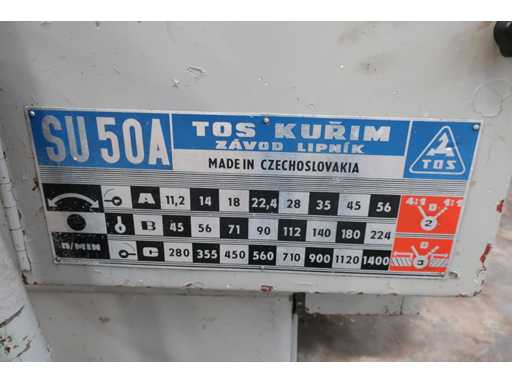 SU 50A
TOS KUŘIM
ZÁVOD LIPNÍK
MADE IN CZECHOSLOVAKIA
TOS
A 11,2 14 18 22,4 28 35 45 56
4:1 1:1
B 45 56 71 90 112 140 180 224
2
n/MIN C 280 355 450 560 710 900 1120 1400
3